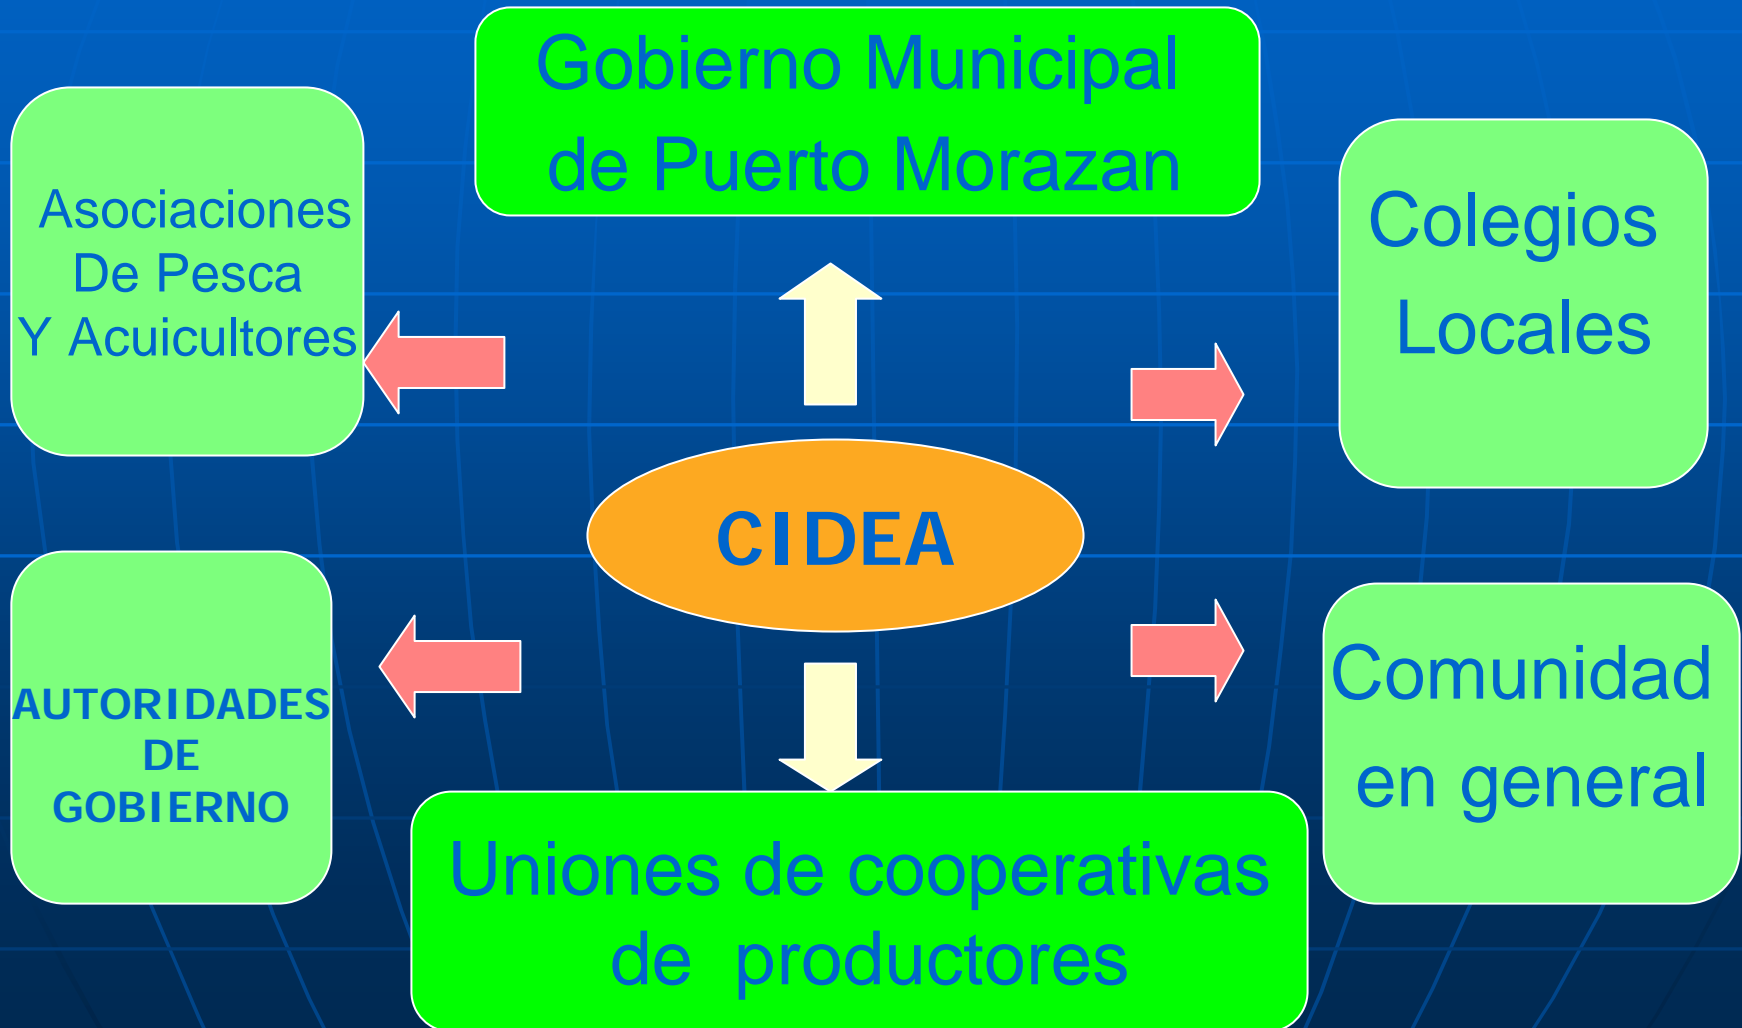 Gobierno Municipal
de Puerto Morazan
Asociaciones
De Pesca
Y Acuicultores
Colegios
Locales
CIDEA
AUTORIDADES
DE
GOBIERNO
Comunidad
en general
Uniones de cooperativas
de productores